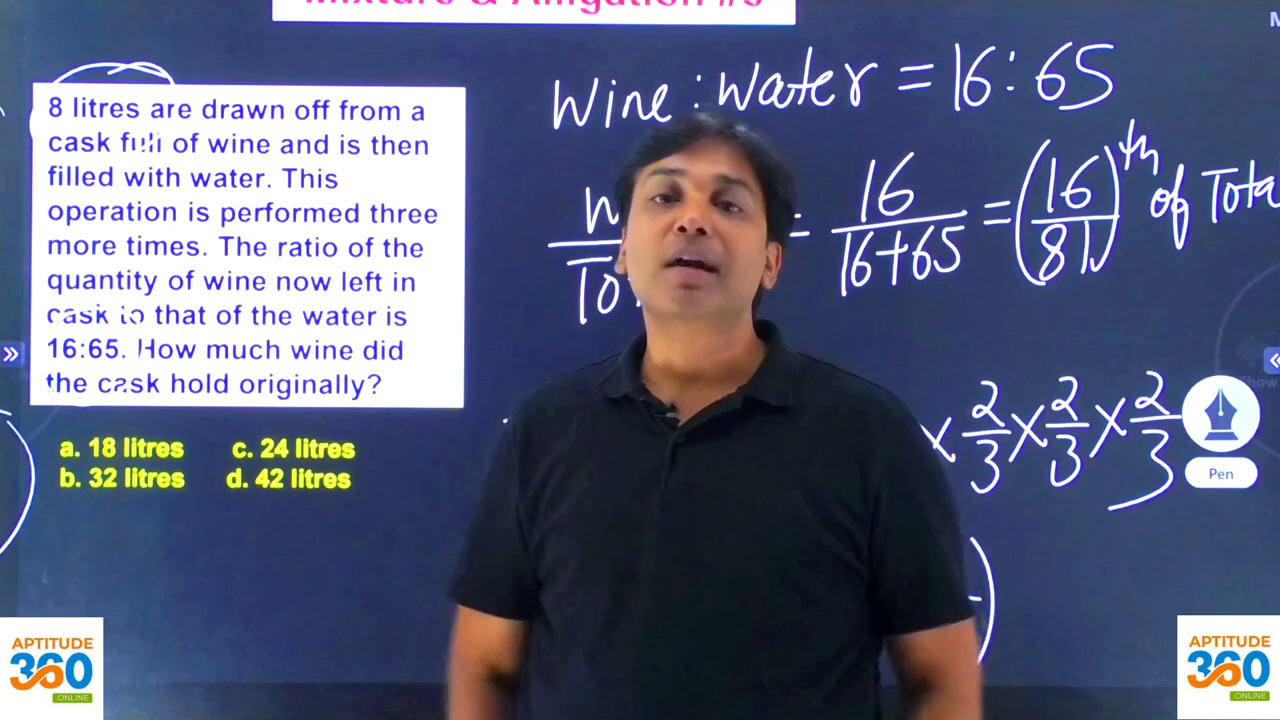 8 litres are drawn off from a
cask full of wine and is then
filled with water. This
operation is performed three
more times. The ratio of the
quantity of wine now left in
cask to that of the water is
16:65. How much wine did
the cask hold originally?
a. 18 litres c. 24 litres
b. 32 litres d. 42 litres
Wine : Water = 16 : 65
= 16/16+65 = (16/81)th of Tota
× 2/3 × 2/3 × 2/3
Pen
APTITUDE
360
ONLINE
APTITUDE
360
ONLINE